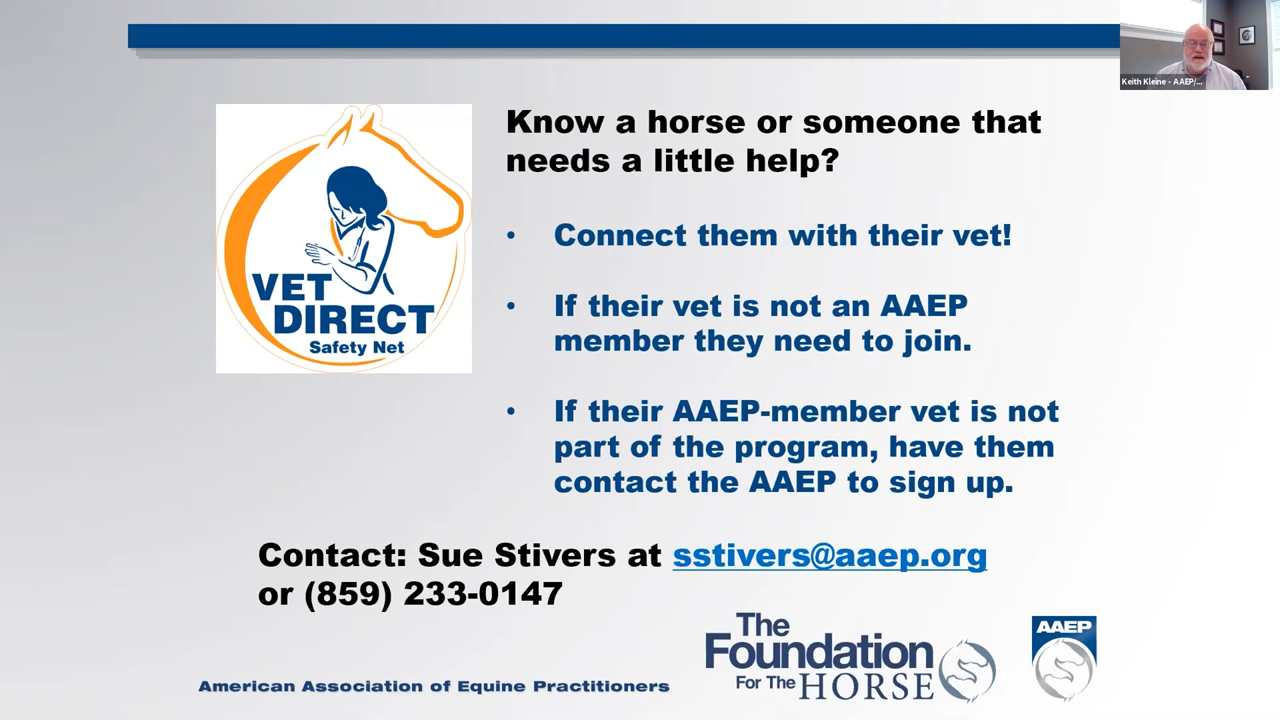 Keith Kleine - AAEP/...
Know a horse or someone that
needs a little help?
• Connect them with their vet!
• If their vet is not an AAEP
member they need to join.
• If their AAEP-member vet is not
part of the program, have them
contact the AAEP to sign up.
VET
DIRECT
Safety Net
Contact: Sue Stivers at sstivers@aaep.org
or (859) 233-0147
American Association of Equine Practitioners
The
Foundation
For the
HORSE
AAEP